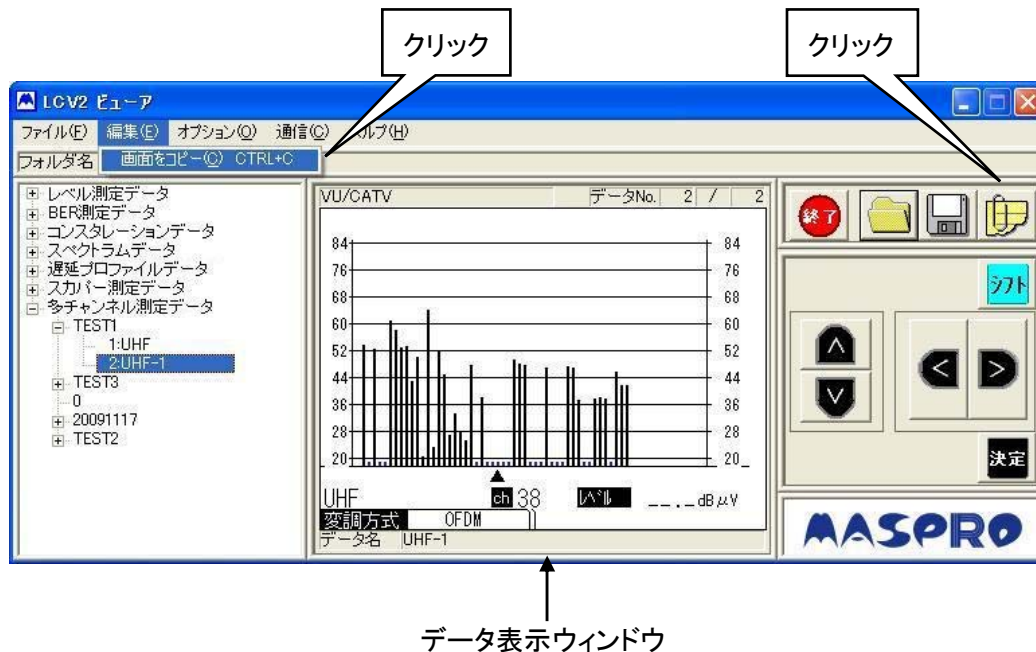 クリック
クリック
LCV2 ビューア
ファイル(F) 編集(E) オプション(O) 通信(C) ヘルプ(H)
フォルダ名
画面をコピー(C) CTRL+C
レベル測定データ
BER測定データ
コンスタレーションデータ
スペクトラムデータ
遅延プロファイルデータ
スカパー測定データ
多チャンネル測定データ
TEST1
1:UHF
2:UHF-1
TEST3
0
20091117
TEST2
VU/CATV データNo. 2 / 2
84 84
76 76
68 68
60 60
52 52
44 44
36 36
28 28
20 20
UHF ch 38 レベル __._ dBμV
変調方式 OFDM
データ名 UHF-1
終了
シフト
決定
MASPRO
データ表示ウィンドウ